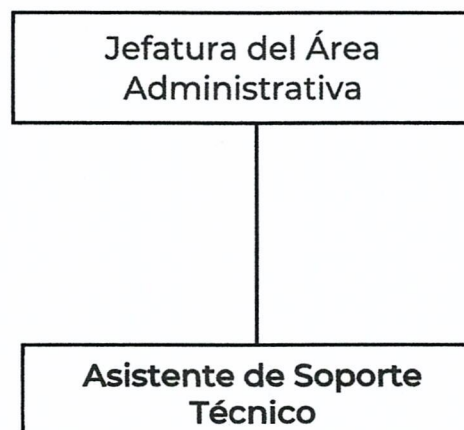 Jefatura del Área
Administrativa
Asistente de Soporte
Técnico